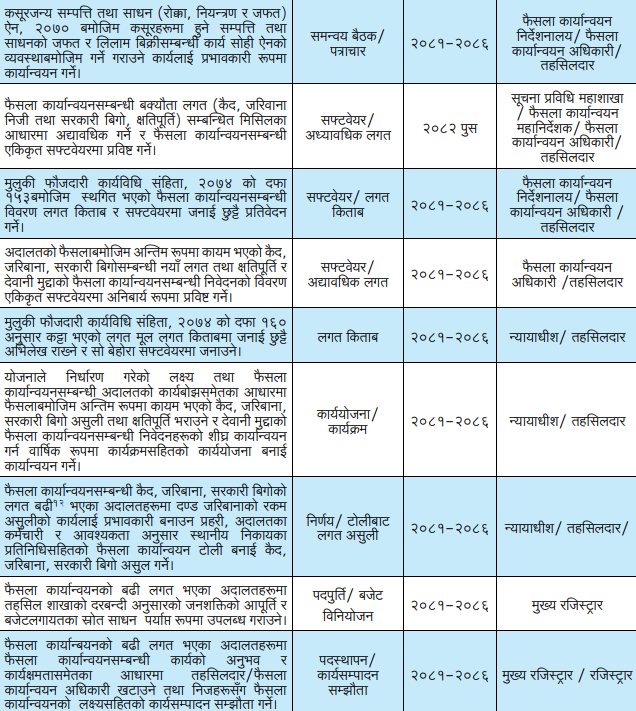 कसूरजन्य सम्पत्ति तथा साधन (रोक्का, नियन्त्रण र जफत)
ऐन, २०७० बमोजिम कसूरहरूमा हुने सम्पत्ति तथा
साधनको जफत र लिलाम बिक्रीसम्बन्धी कार्य सोही ऐनको
व्यवस्थाबमोजिम गर्ने गराउने कार्यलाई प्रभावकारी रूपमा
कार्यान्वयन गर्ने।
समन्वय बैठक/
पत्राचार
२०८१–२०८६
फैसला कार्यान्वयन
निर्देशनालय/ फैसला
कार्यान्वयन अधिकारी/
तहसिलदार
फैसला कार्यान्वयनसम्बन्धी बक्यौता लगत (कैद, जरिवाना
निजी तथा सरकारी बिगो, क्षतिपूर्ति) सम्बन्धित मिसिलका
आधारमा अद्यावधिक गर्ने र फैसला कार्यान्वयनसम्बन्धी
एकिकृत सफ्टवेयरमा प्रविष्ट गर्ने।
सफ्टवेयर/
अध्यावधिक लगत
२०८२ पुस
सूचना प्रविधि महाशाखा
/ फैसला कार्यान्वयन
महानिर्देशक/ फैसला
कार्यान्वयन अधिकारी/
तहसिलदार
मुलुकी फौजदारी कार्यविधि संहिता, २०७४ को दफा
१५३बमोजिम स्थगित भएको फैसला कार्यान्वयनसम्बन्धी
विवरण लगत किताब र सफ्टवेयरमा जनाई छुट्टै प्रतिवेदन
गर्ने।
सफ्टवेयर/ लगत
किताब
२०८१–२०८६
फैसला कार्यान्वयन
निर्देशनालय/ फैसला
कार्यान्वयन अधिकारी /
तहसिलदार
अदालतको फैसलाबमोजिम अन्तिम रूपमा कायम भएको कैद,
जरिबाना, सरकारी बिगोसम्बन्धी नयाँ लगत तथा क्षतिपूर्ति र
देवानी मुद्दाको फैसला कार्यान्वयनसम्बन्धी निवेदनको विवरण
एकिकृत सफ्टवेयरमा अनिबार्य रूपमा प्रविष्ट गर्ने।
सफ्टवेयर/
अद्यावधिक लगत
२०८१–२०८६
फैसला कार्यान्वयन
अधिकारी /तहसिलदार
मुलुकी फौजदारी कार्यविधि संहिता, २०७४ को दफा १६०
अनुसार कट्टा भएको लगत मूल लगत किताबमा जनाई छुट्टै
अभिलेख राख्ने र सो बेहोरा सफ्टवेयरमा जनाउने।
लगत किताब
२०८१–२०८६
न्यायाधीश/ तहसिलदार
योजनाले निर्धारण गरेको लक्ष्य तथा फैसला
कार्यान्वयनसम्बन्धी अदालतको कार्यबोझसमेतका आधारमा
फैसलाबमोजिम अन्तिम रूपमा कायम भएको कैद, जरिबाना,
सरकारी बिगो असुली तथा क्षतिपूर्ति भराउने र देवानी मुद्दाको
फैसला कार्यान्वयनसम्बन्धी निवेदनहरूको शीघ्र कार्यान्वयन
गर्न वार्षिक रूपमा कार्यक्रमसहितको कार्ययोजना बनाई
कार्यान्वयन गर्ने।
कार्ययोजना/
कार्यक्रम
२०८१–२०८६
न्यायाधीश/ तहसिलदार
फैसला कार्यान्वयनसम्बन्धी कैद, जरिबाना, सरकारी बिगोको
लगत बढी¹² भएका अदालतहरूमा दण्ड जरिबानाको रकम
असुलीको कार्यलाई प्रभावकारी बनाउन प्रहरी, अदालतका
कर्मचारी र आवश्यकता अनुसार स्थानीय निकायका
प्रतिनिधिसहितको फैसला कार्यान्वयन टोली बनाई कैद,
जरिबाना, सरकारी बिगो असुल गर्ने।
निर्णय/ टोलीबाट
लगत असुली
२०८१–२०८६
न्यायाधीश/ तहसिलदार/
फैसला कार्यान्वयनको बढी लगत भएका अदालतहरूमा
तहसिल शाखाको दरबन्दी अनुसारको जनशक्तिको आपूर्ति र
बजेटलगायतका स्रोत साधन पर्याप्त रूपमा उपलब्ध गराउने।
पदपुर्ति/ बजेट
विनियोजन
२०८१–२०८६
मुख्य रजिस्ट्रार
फैसला कार्यान्बयनको बढी लगत भएका अदालतहरूमा
फैसला कार्यान्वयनसम्बन्धी कार्यको अनुभव र
कार्यक्षमतासमेतका आधारमा तहसिलदार/फैसला
कार्यान्वयन अधिकारी खटाउने तथा निजहरूसँग फैसला
कार्यान्वयनको लक्ष्यसहितको कार्यसम्पादन सम्झौता गर्ने।
पदस्थापन/
कार्यसम्पादन
सम्झौता
२०८१–२०८६
मुख्य रजिस्ट्रार / रजिस्ट्रार